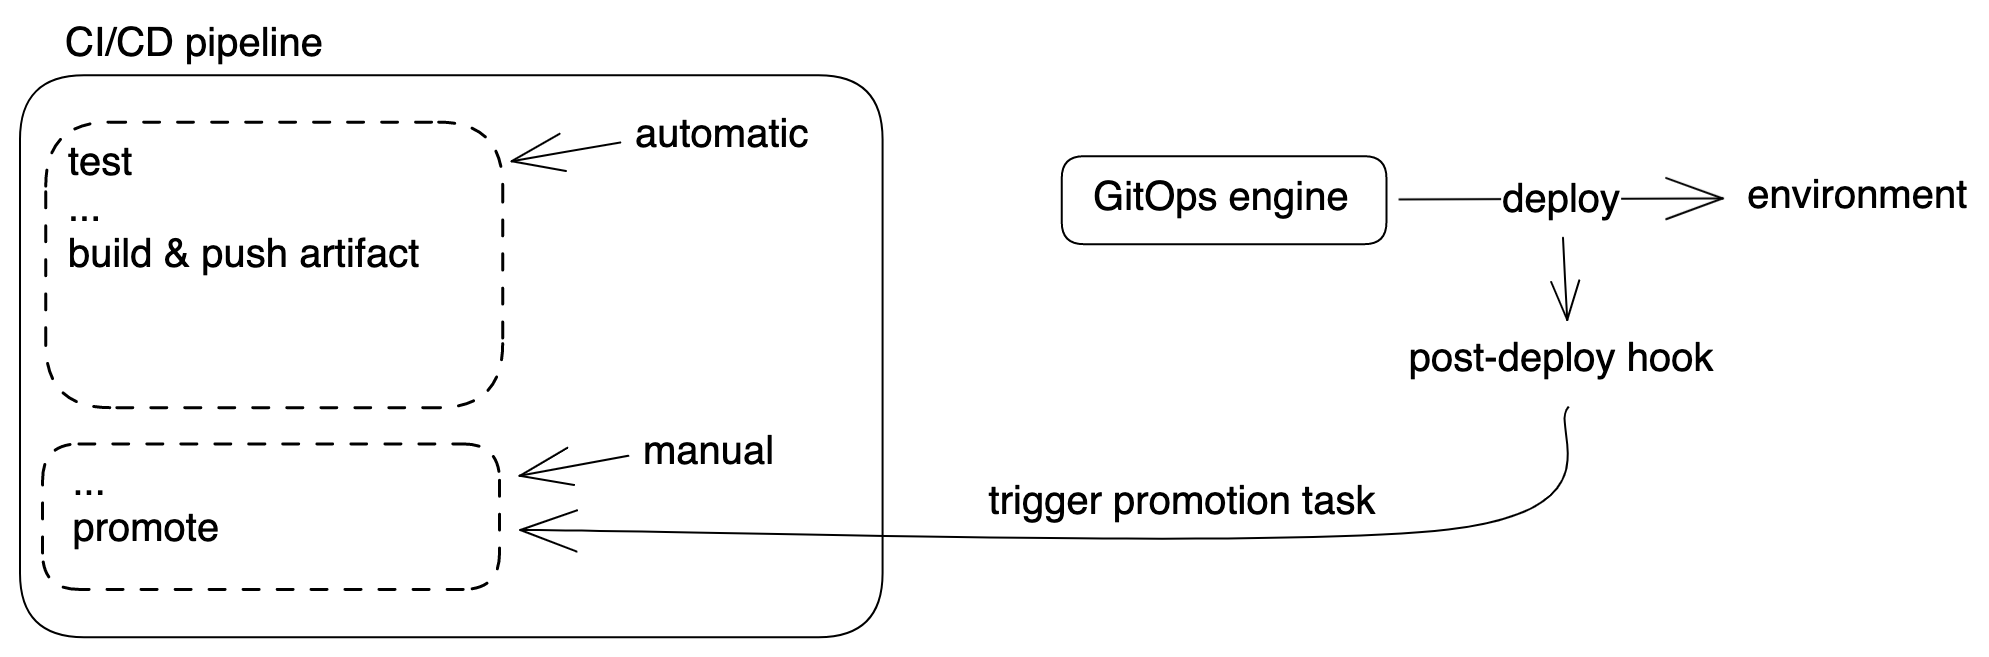 CI/CD pipeline
test
...
build & push artifact
automatic
...
promote
manual
GitOps engine
deploy
environment
post-deploy hook
trigger promotion task